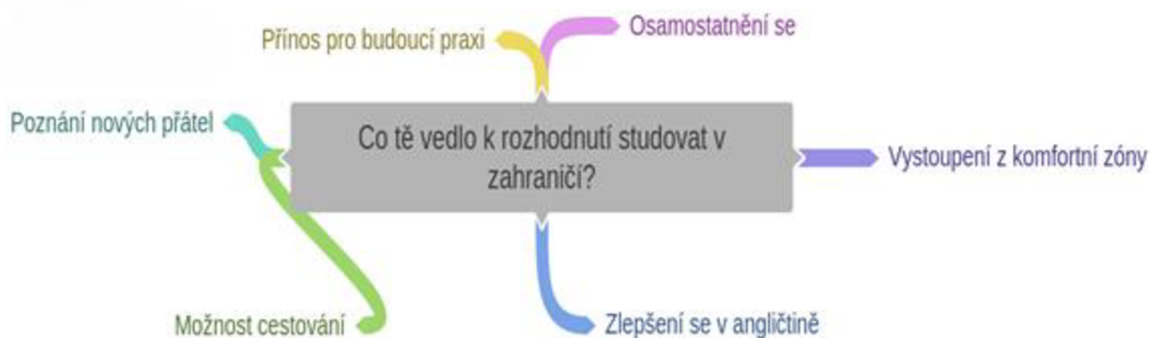 Osamostatnění se
Přínos pro budoucí praxi
Poznání nových přátel
Co tě vedlo k rozhodnutí studovat v
zahraničí?
Vystoupení z komfortní zóny
Možnost cestování
Zlepšení se v angličtině